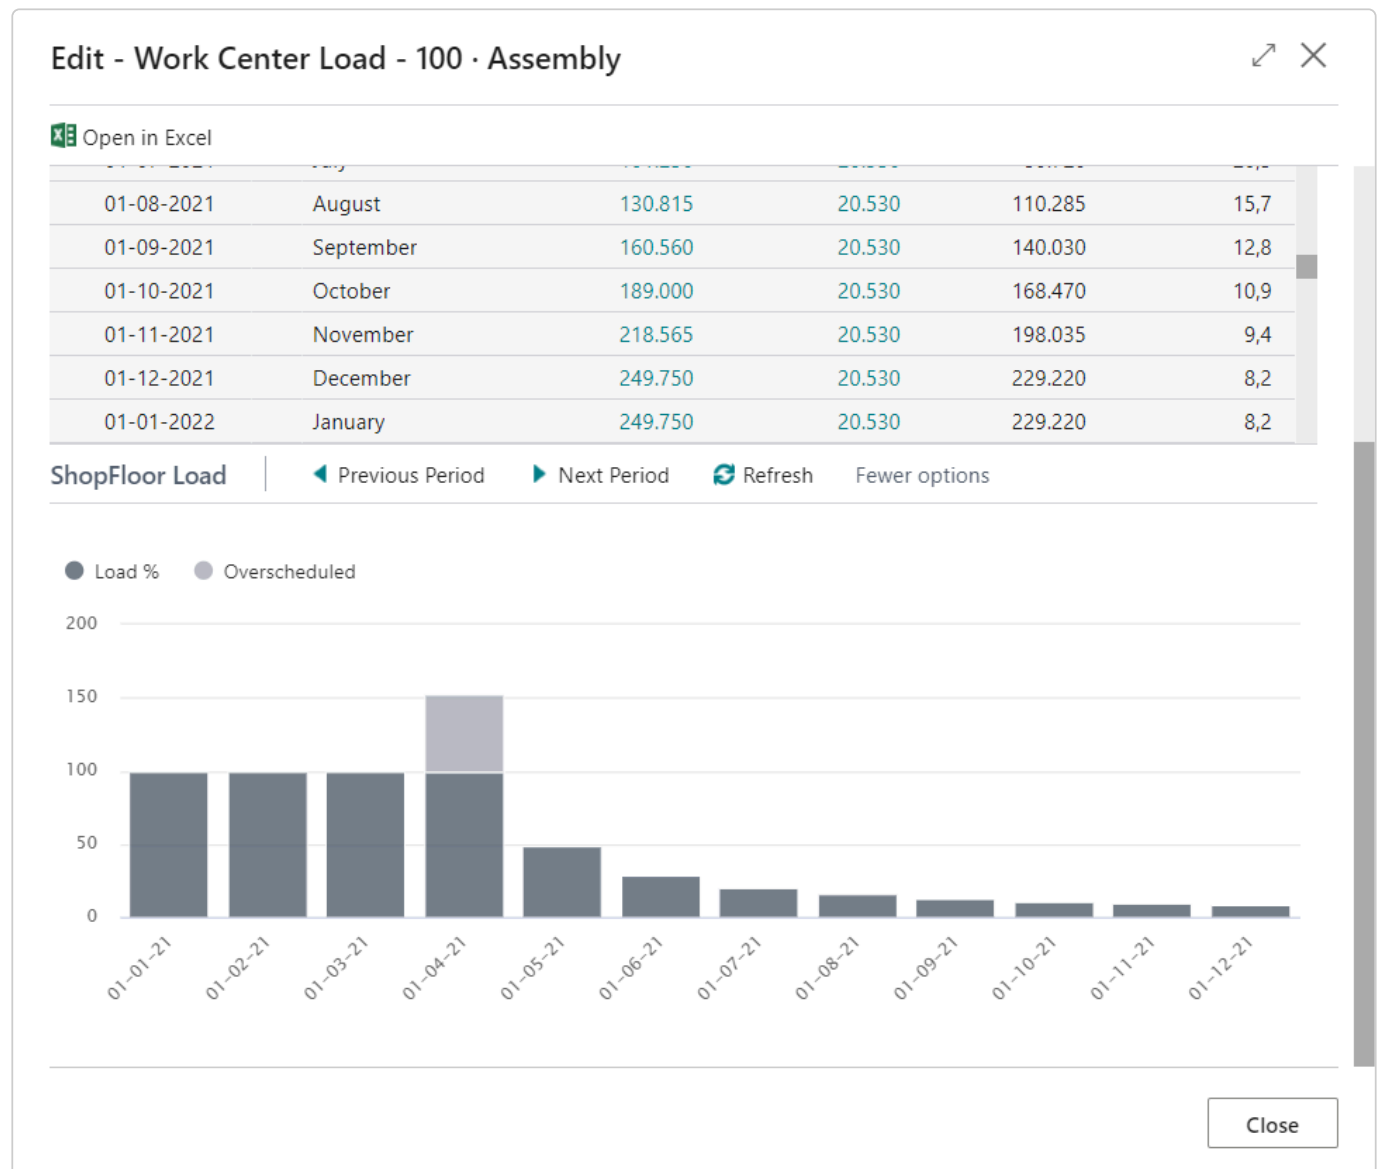 Edit - Work Center Load - 100 · Assembly
Open in Excel
01-08-2021 August 130.815 20.530 110.285 15,7
01-09-2021 September 160.560 20.530 140.030 12,8
01-10-2021 October 189.000 20.530 168.470 10,9
01-11-2021 November 218.565 20.530 198.035 9,4
01-12-2021 December 249.750 20.530 229.220 8,2
01-01-2022 January 249.750 20.530 229.220 8,2
ShopFloor Load Previous Period Next Period Refresh Fewer options
Load % Overscheduled
200
150
100
50
0
01-01-21 01-02-21 01-03-21 01-04-21 01-05-21 01-06-21 01-07-21 01-08-21 01-09-21 01-10-21 01-11-21 01-12-21
Close